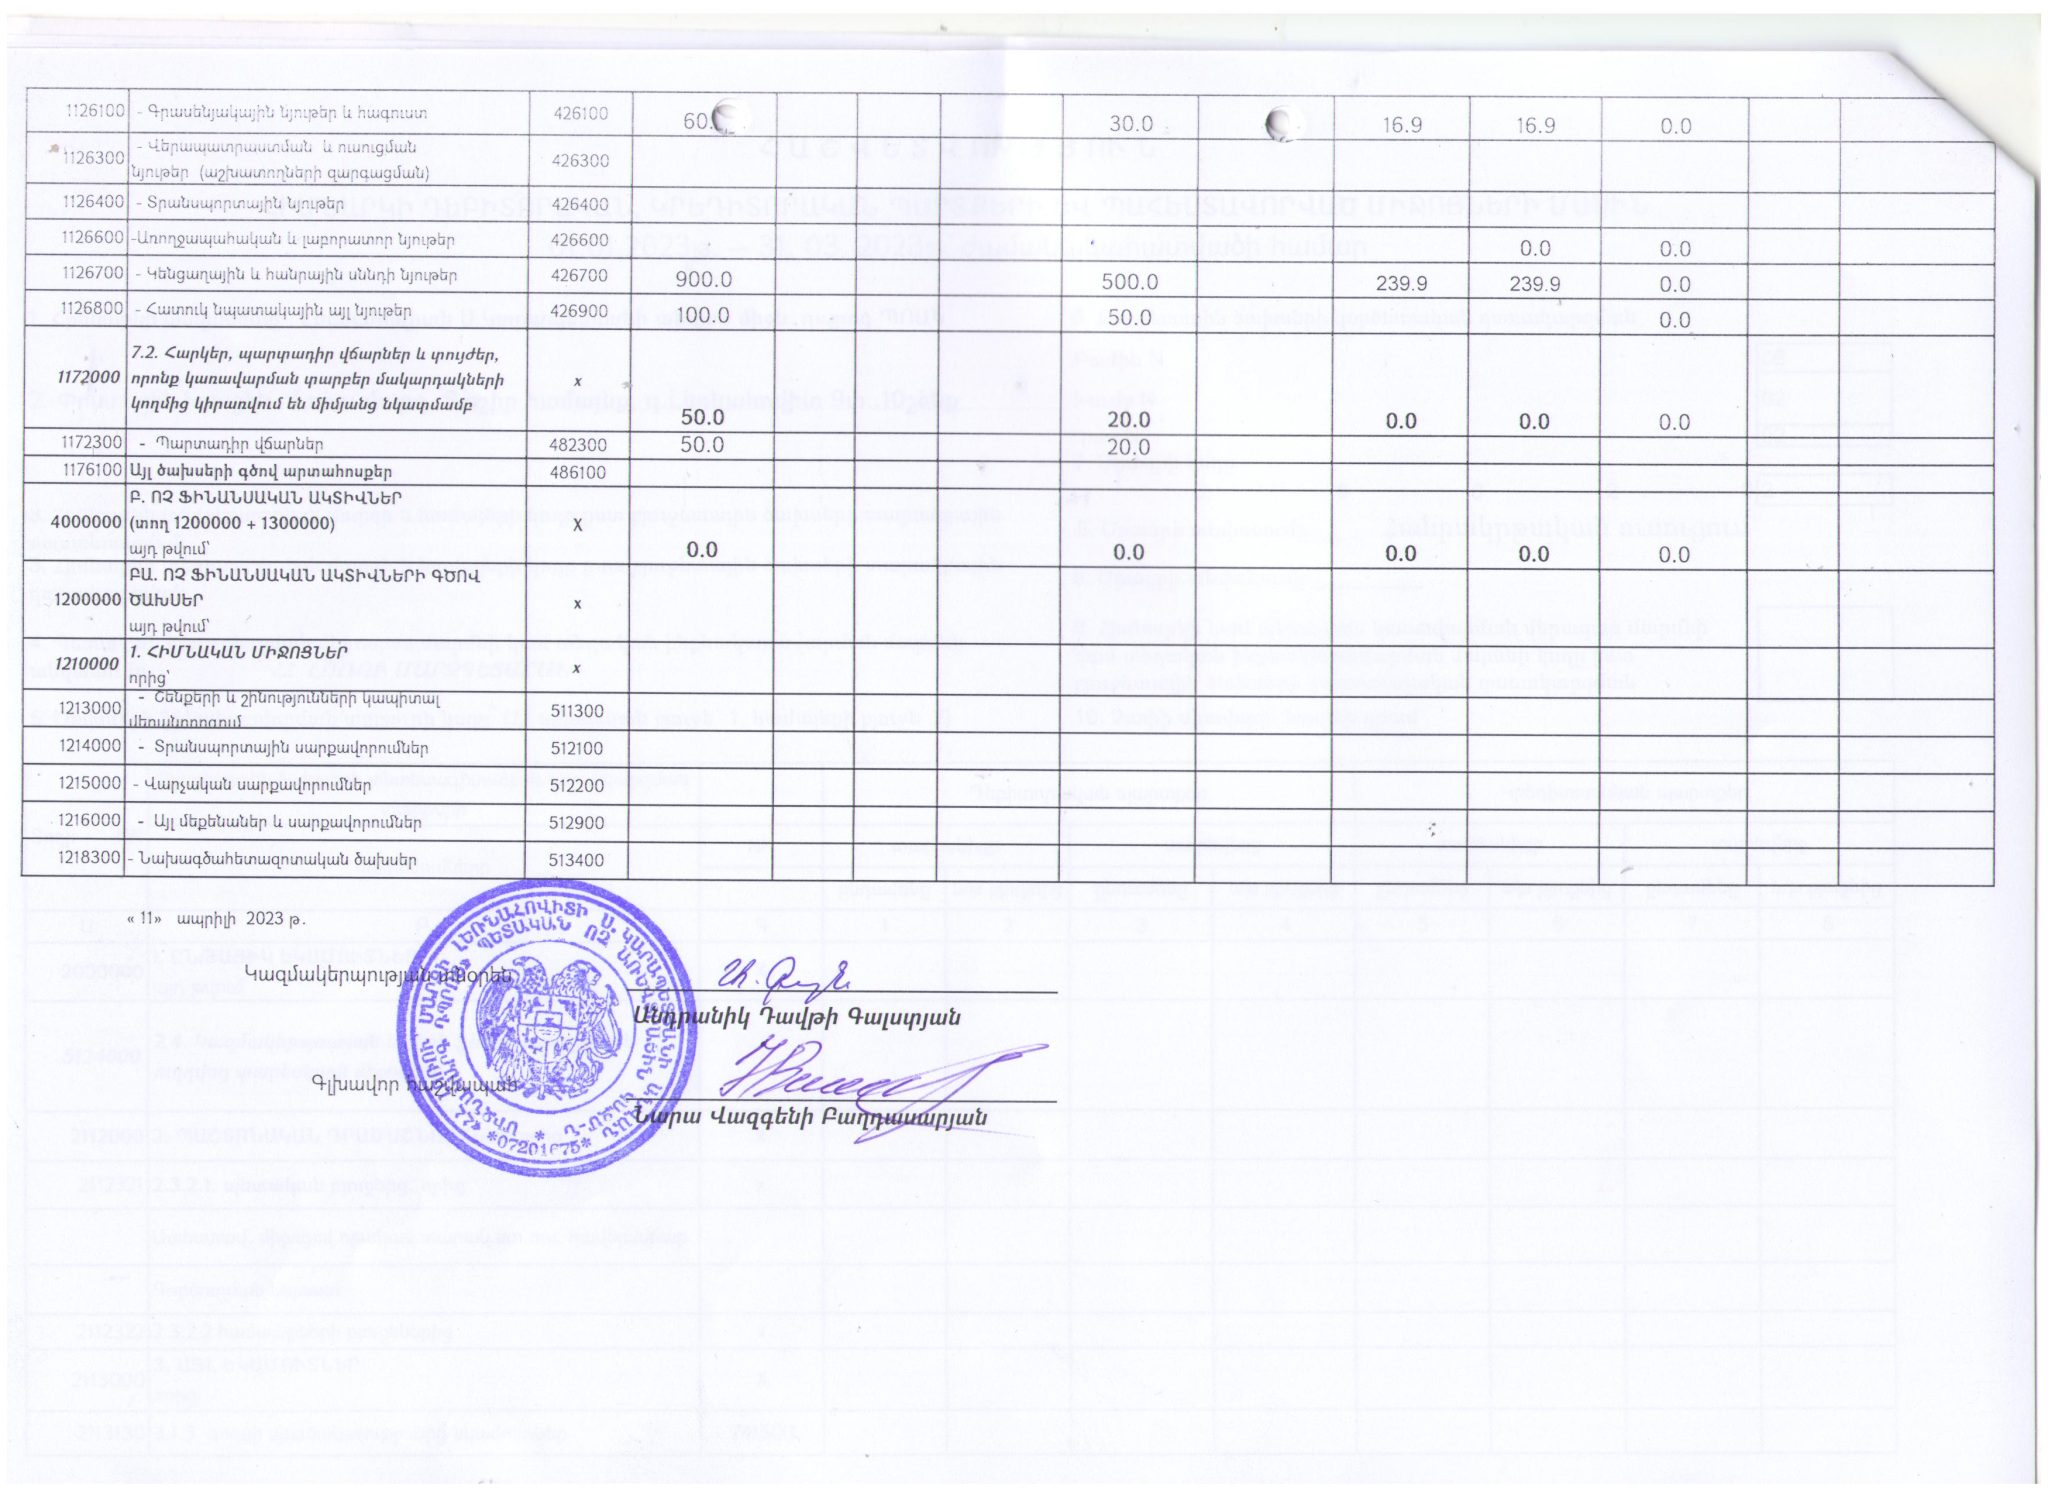 1126100 - Գրասենյակային նյութեր և հագուստ 426100 60. 30.0 16.9 16.9 0.0
- Վերապատրաստման և ուսուցման
1126300 նյութեր (աշխատողների զարգացման) 426300
1126400 - Տրանսպորտային նյութեր 426400
1126600 -Առողջապահական և լաբորատոր նյութեր 426600 0.0 0.0
1126700 - Կենցաղային և հանրային սննդի նյութեր 426700 900.0 500.0 239.9 239.9 0.0
1126800 - Հատուկ նպատակային այլ նյութեր 426900 100.0 50.0 0.0
7.2. Հարկեր, պարտադիր վճարներ և տույժեր,
1172000 որոնք կառավարման տարբեր մակարդակների x
կողմից կիրառվում են միմյանց նկատմամբ 50.0 20.0 0.0 0.0 0.0
1172300 - Պարտադիր վճարներ 482300 50.0 20.0
1176100 Այլ ծախսերի գծով արտահոսքեր 486100
Բ. ՈՉ ՖԻՆԱՆՍԱԿԱՆ ԱԿՏԻՎՆԵՐ
4000000 (տող 1200000 + 1300000) X
այդ թվում՝ 0.0 0.0 0.0 0.0 0.0
ԲԱ. ՈՉ ՖԻՆԱՆՍԱԿԱՆ ԱԿՏԻՎՆԵՐԻ ԳԾՈՎ
1200000 ԾԱԽՍԵՐ x
այդ թվում՝
1. ՀԻՄՆԱԿԱՆ ՄԻՋՈՑՆԵՐ
1210000 x
որից՝
- Շենքերի և շինությունների կապիտալ
1213000 վերանորոգում 511300
1214000 - Տրանսպորտային սարքավորումներ 512100
1215000 - Վարչական սարքավորումներ 512200
1216000 - Այլ մեքենաներ և սարքավորումներ 512900
1218300 - Նախագծահետազոտական ծախսեր 513400
« 11» ապրիլի 2023 թ.
Կազմակերպության տնօրեն
Անդրանիկ Դավթի Գալստյան
Գլխավոր հաշվապահ
Նարա Վազգենի Բաղդասարյան
*07201675*